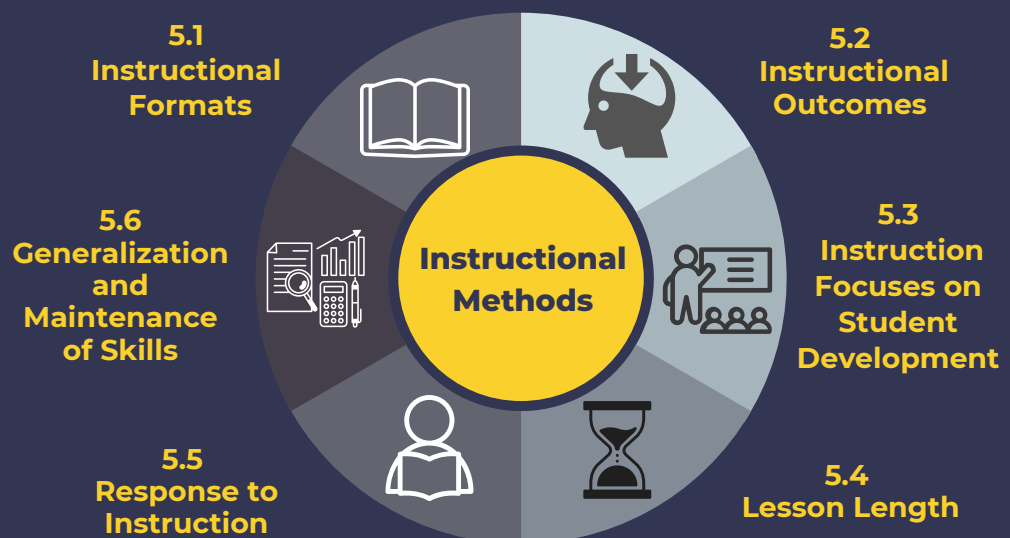 5.1
Instructional
Formats
5.2
Instructional
Outcomes
5.6
Generalization
and
Maintenance
of Skills
Instructional
Methods
5.3
Instruction
Focuses on
Student
Development
5.5
Response to
Instruction
5.4
Lesson Length